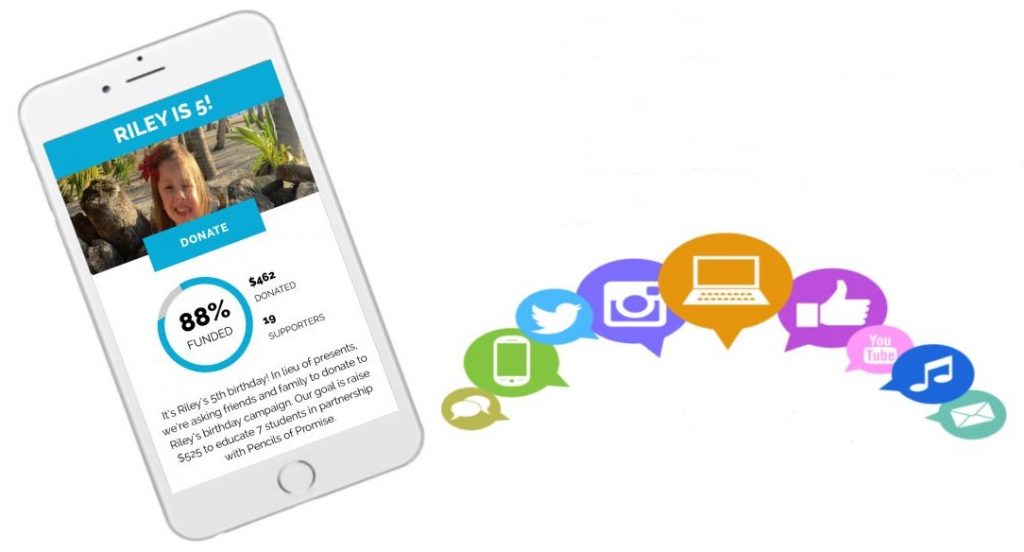 RILEY IS 5!
DONATE
88%
FUNDED
$462
DONATED
19
SUPPORTERS
It's Riley's 5th birthday! In lieu of presents,
we're asking friends and family to donate to
Riley's birthday campaign. Our goal is raise
$525 to educate 7 students in partnership
with Pencils of Promise.
You
Tube